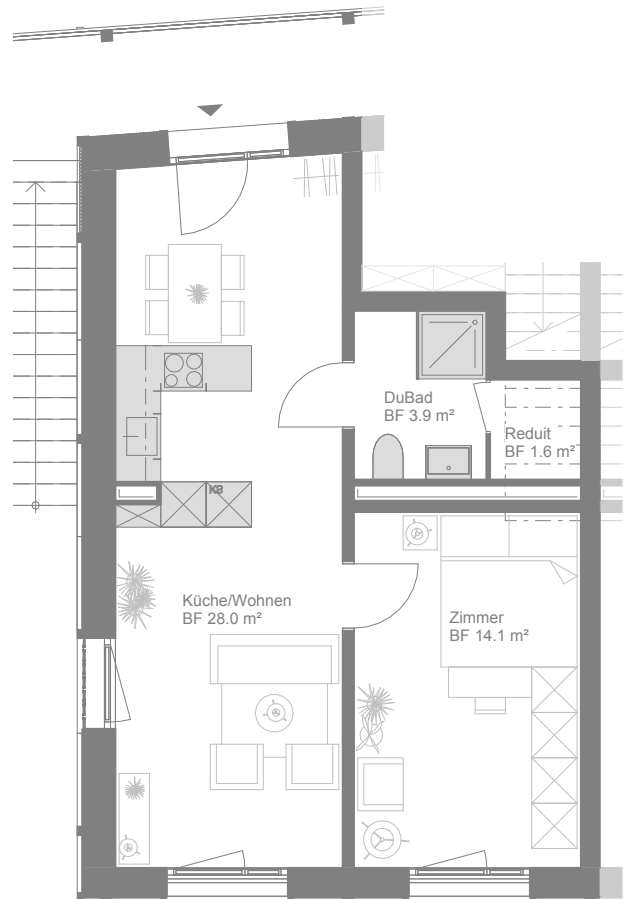 DuBad
BF 3.9 m²
Reduit
BF 1.6 m²
Küche/Wohnen
BF 28.0 m²
Zimmer
BF 14.1 m²